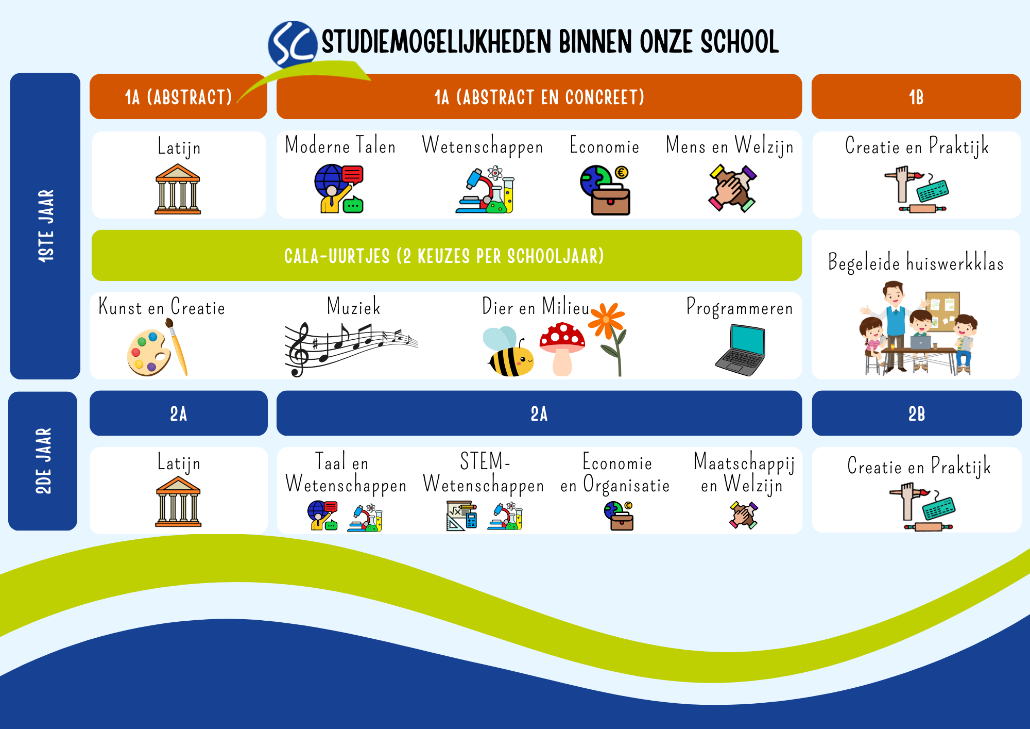 SC
STUDIEMOGELIJKHEDEN BINNEN ONZE SCHOOL
1STE JAAR
1A (ABSTRACT)
1A (ABSTRACT EN CONCREET)
1B
Latijn
Moderne Talen
Wetenschappen
Economie
Mens en Welzijn
Creatie en Praktijk
CALA-UURTJES (2 KEUZES PER SCHOOLJAAR)
Begeleide huiswerkklas
Kunst en Creatie
Muziek
Dier en Milieu
Programmeren
2DE JAAR
2A
2A
2B
Latijn
Taal en
Wetenschappen
STEM-
Wetenschappen
Economie
en Organisatie
Maatschappij
en Welzijn
Creatie en Praktijk